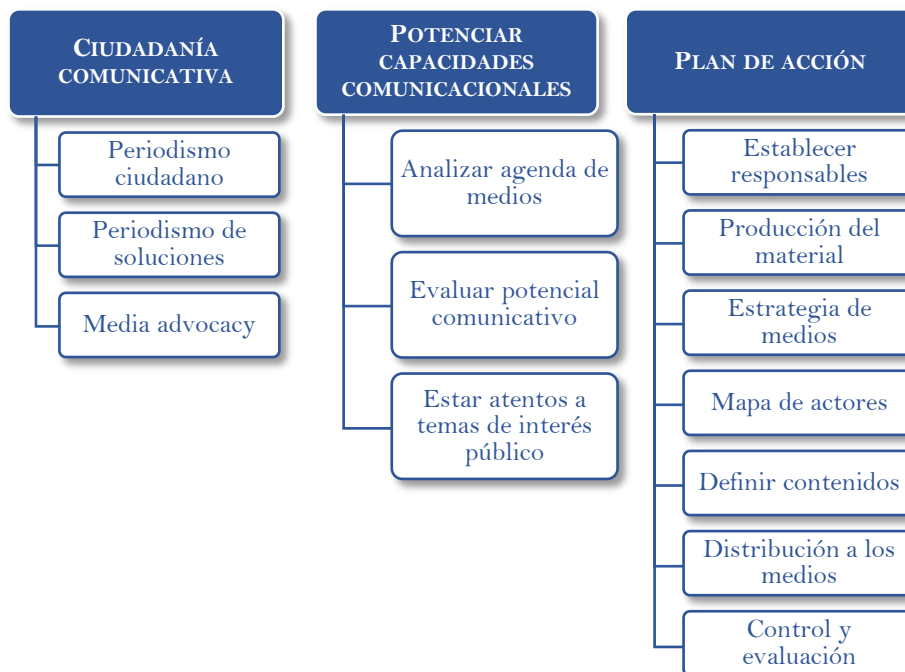 CIUDADANÍA
COMUNICATIVA
Periodismo
ciudadano
Periodismo de
soluciones
Media advocacy
POTENCIAR
CAPACIDADES
COMUNICACIONALES
Analizar agenda de
medios
Evaluar potencial
comunicativo
Estar atentos a
temas de interés
público
PLAN DE ACCIÓN
Establecer
responsables
Producción del
material
Estrategia de
medios
Mapa de actores
Definir contenidos
Distribución a los
medios
Control y
evaluación